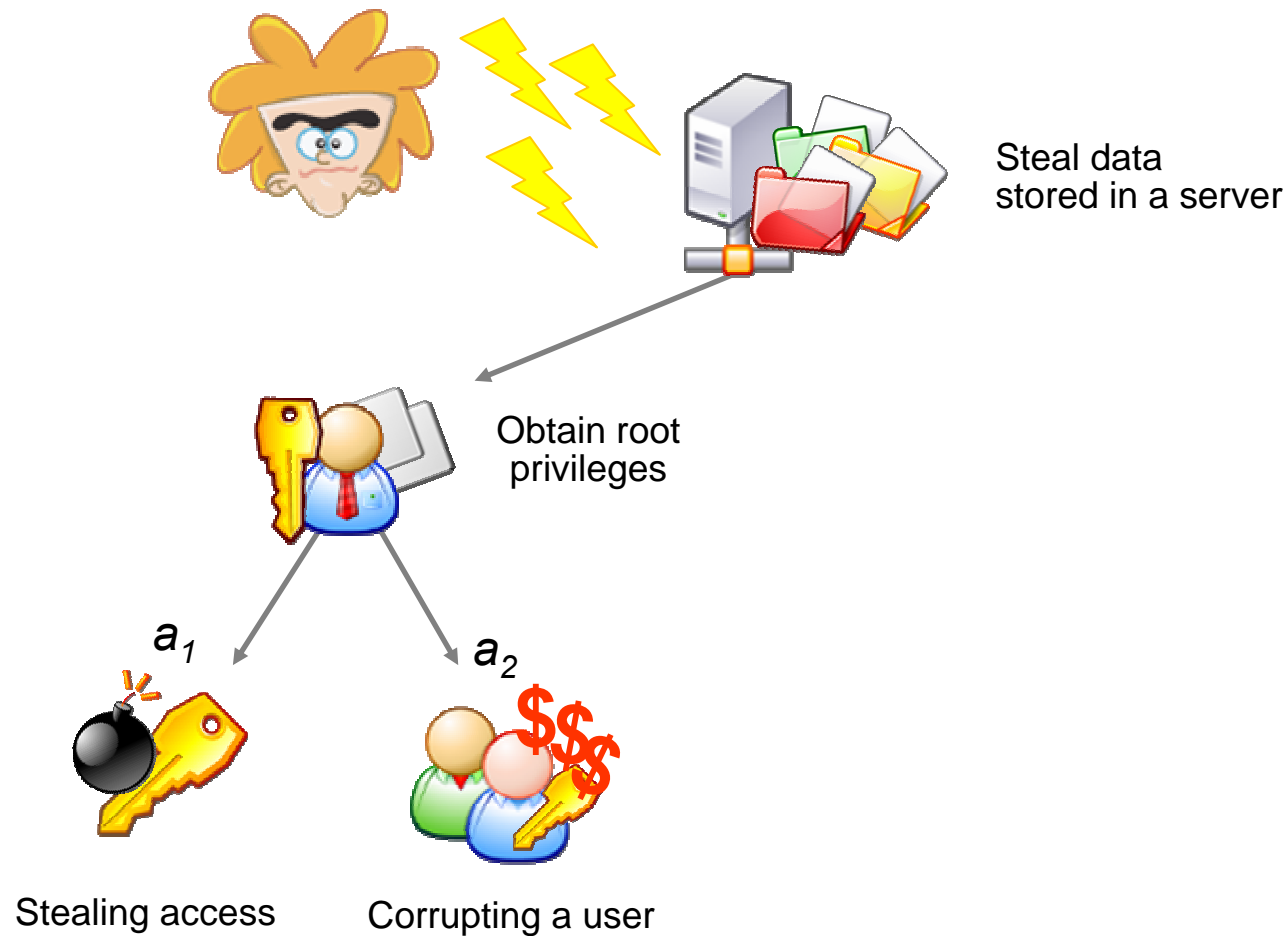 Steal data
stored in a server
Obtain root
privileges
a1
a2
$$$
Stealing access
Corrupting a user